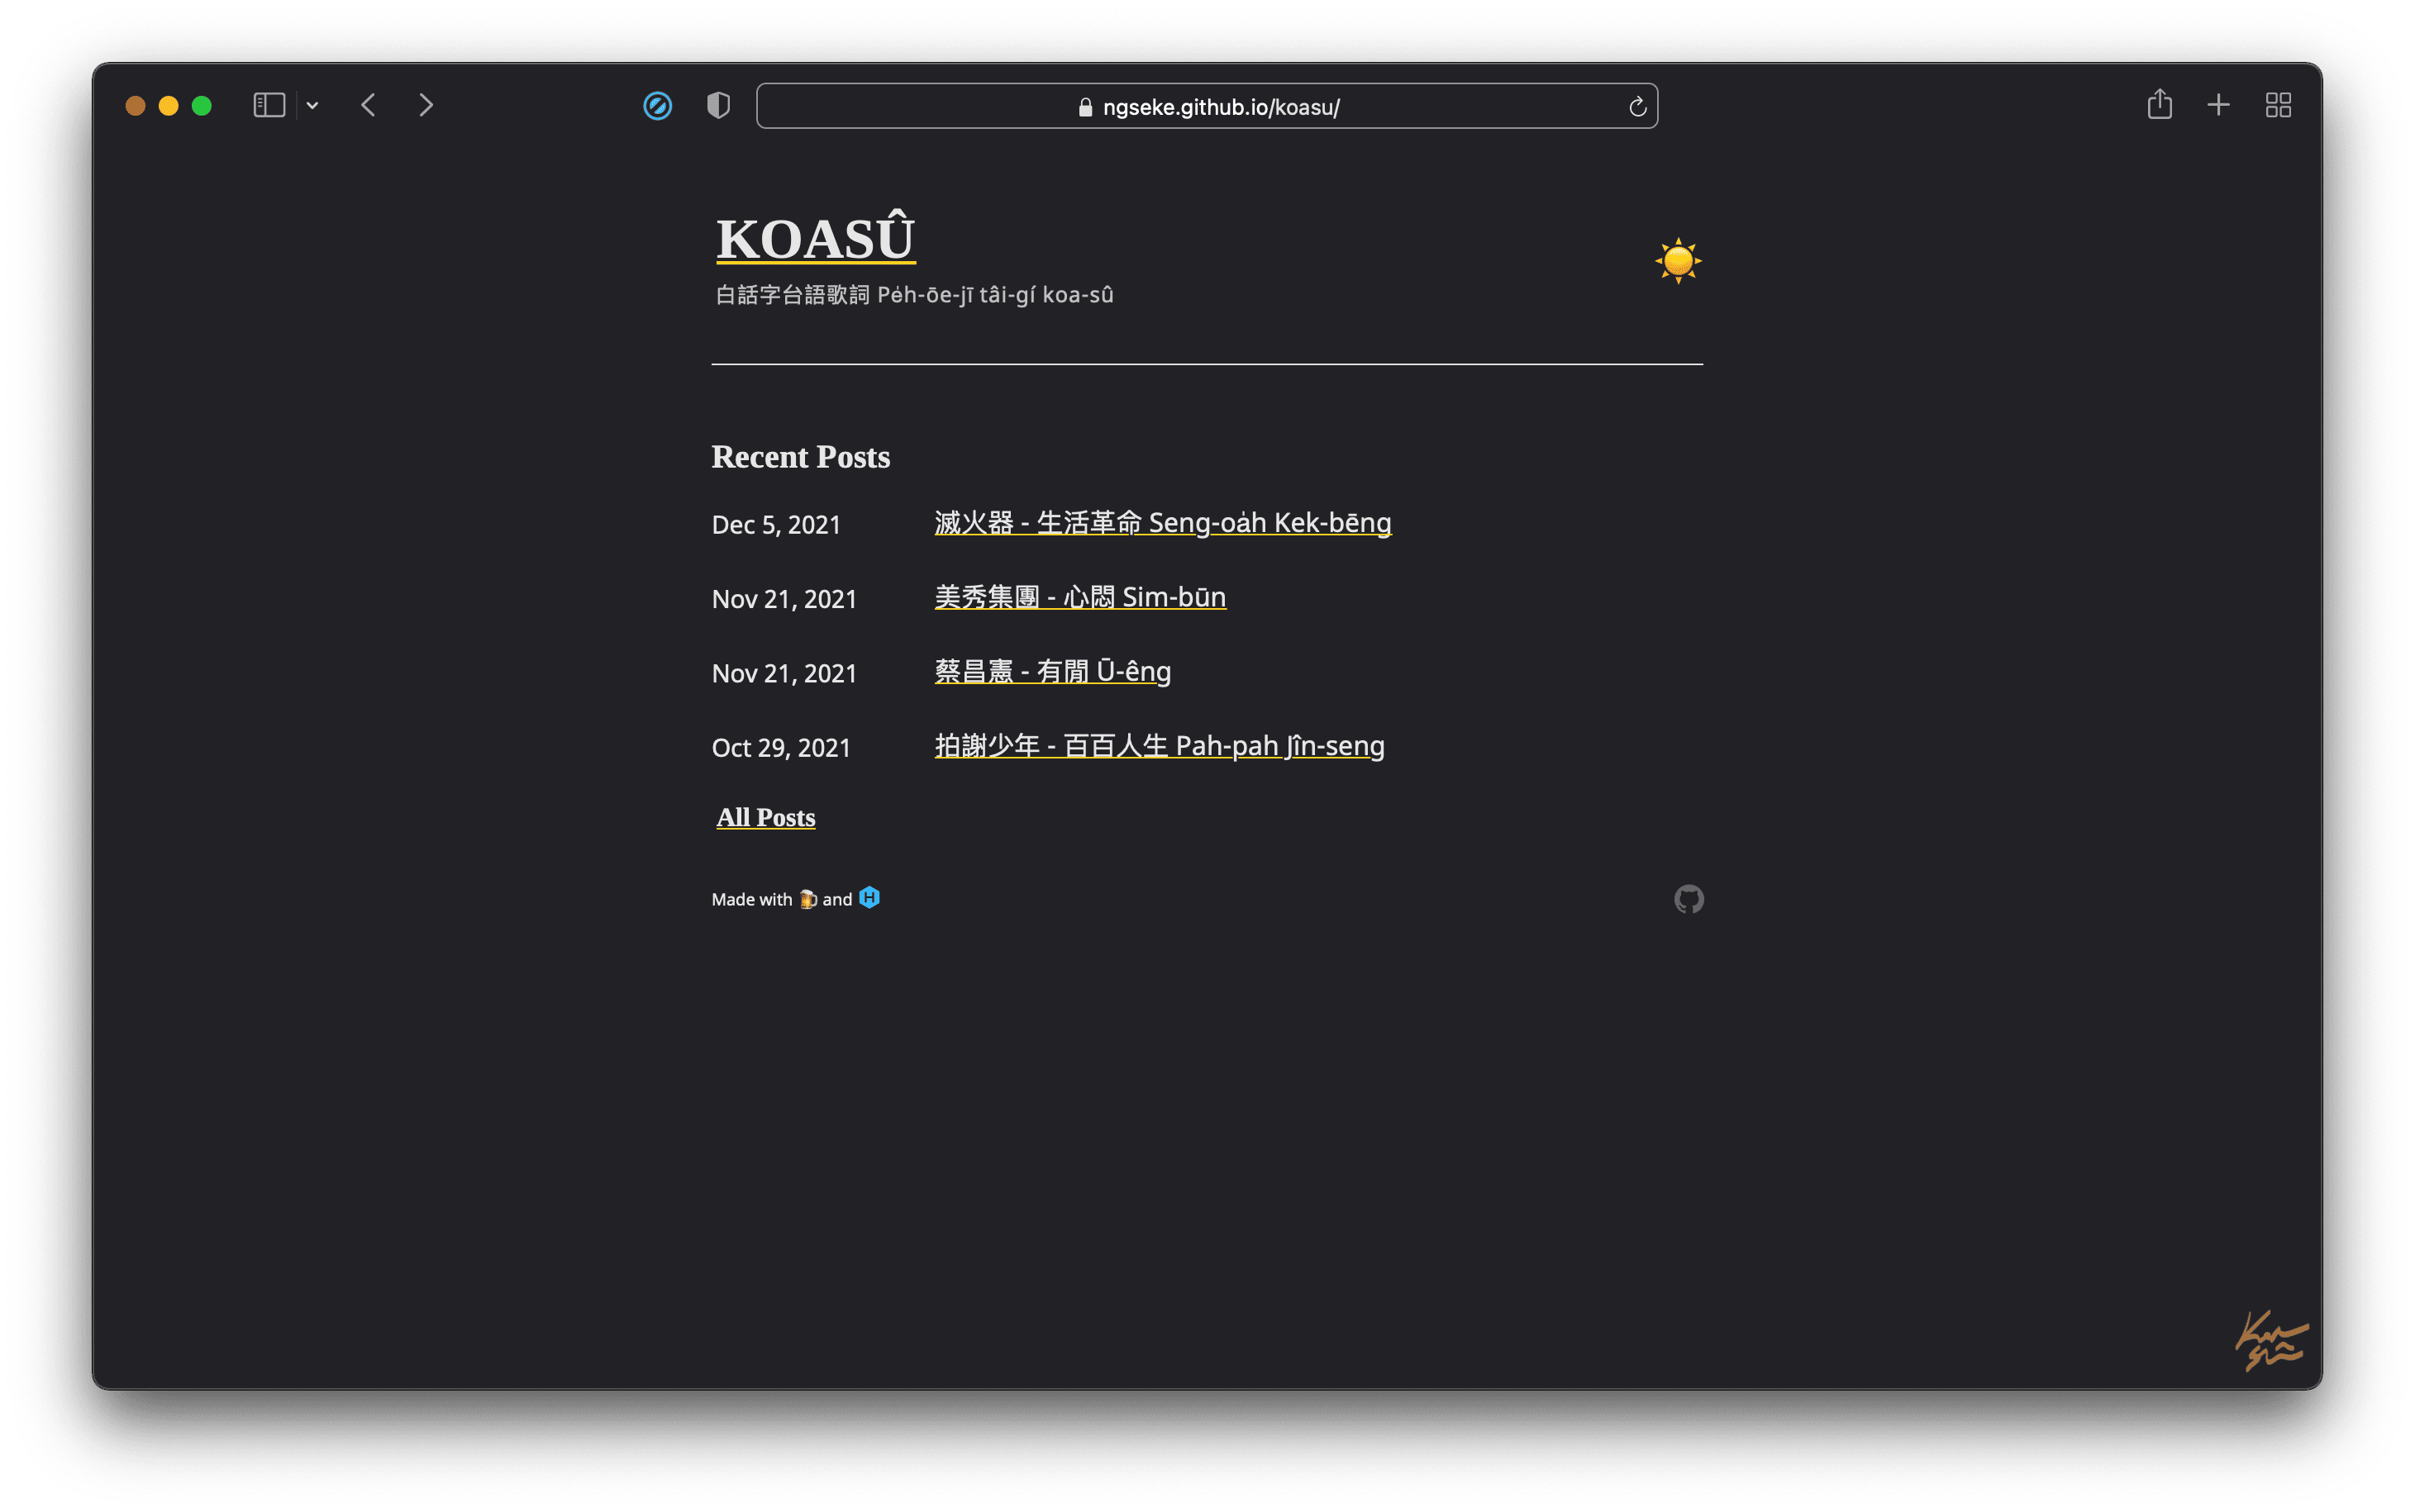 ngseke.github.io/koasu/
KOASÛ
白話字台語歌詞 Pe̍h-ōe-jī tâi-gí koa-sû
Recent Posts
Dec 5, 2021 滅火器 - 生活革命 Seng-oa̍h Kek-bēng
Nov 21, 2021 美秀集團 - 心悶 Sim-būn
Nov 21, 2021 蔡昌憲 - 有閒 Ū-êng
Oct 29, 2021 拍謝少年 - 百百人生 Pah-pah Jîn-seng
All Posts
Made with 🍺 and H